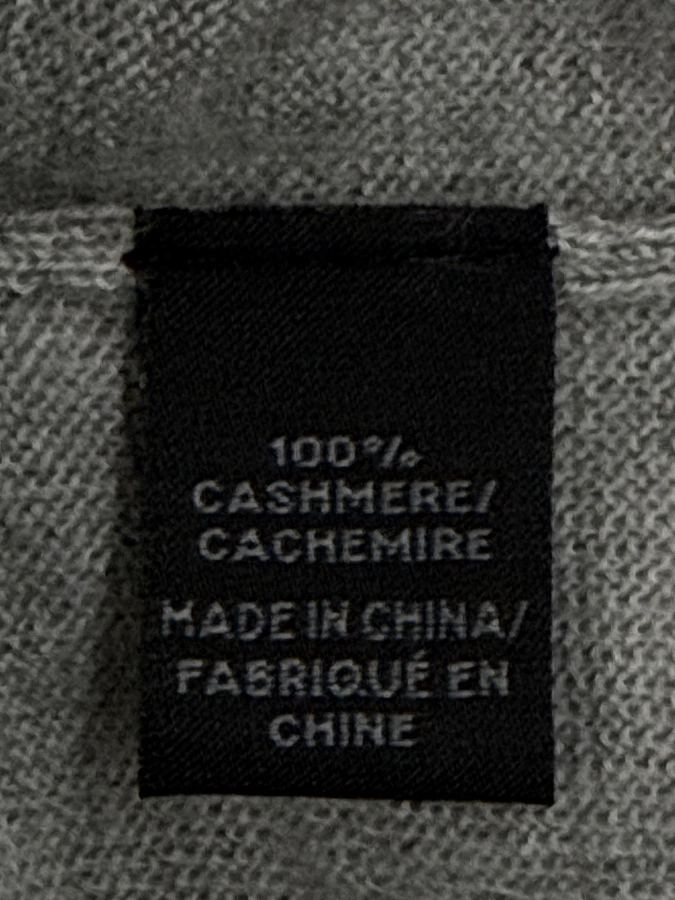 100%
CASHMERE/
CACHEMIRE
MADE IN CHINA/
FABRIQUÉ EN
CHINE